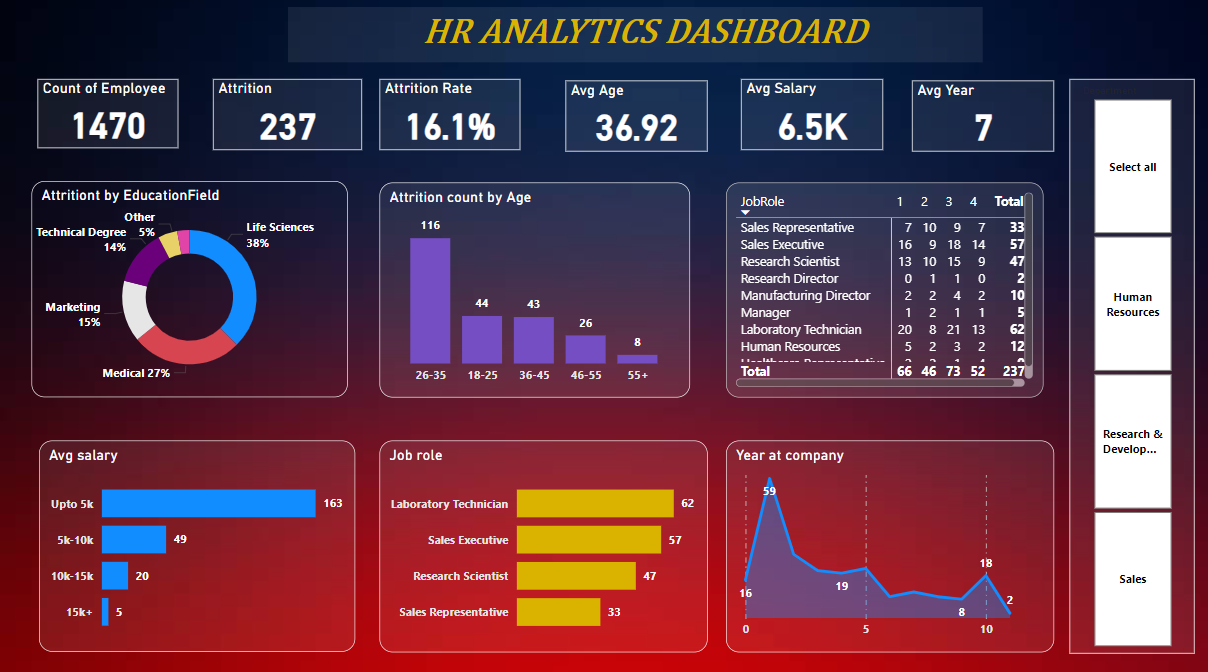 HR ANALYTICS DASHBOARD
Count of Employee
1470
Attrition
237
Attrition Rate
16.1%
Avg Age
36.92
Avg Salary
6.5K
Avg Year
7
Select all
Human
Resources
Research &
Develop...
Sales
Attritiont by EducationField
Other
5%
Technical Degree
14%
Life Sciences
38%
Marketing
15%
Medical 27%
Attrition count by Age
116
44
43
26
8
26-35 18-25 36-45 46-55 55+
JobRole 1 2 3 4 Total
Sales Representative 7 10 9 7 33
Sales Executive 16 9 18 14 57
Research Scientist 13 10 15 9 47
Research Director 0 1 1 0 2
Manufacturing Director 2 2 4 2 10
Manager 1 2 1 1 5
Laboratory Technician 20 8 21 13 62
Human Resources 5 2 3 2 12
Healthcare Representative
Total 66 46 73 52 237
Avg salary
Upto 5k 163
5k-10k 49
10k-15k 20
15k+ 5
Job role
Laboratory Technician 62
Sales Executive 57
Research Scientist 47
Sales Representative 33
Year at company
59
16
19
18
8
2
0 5 10